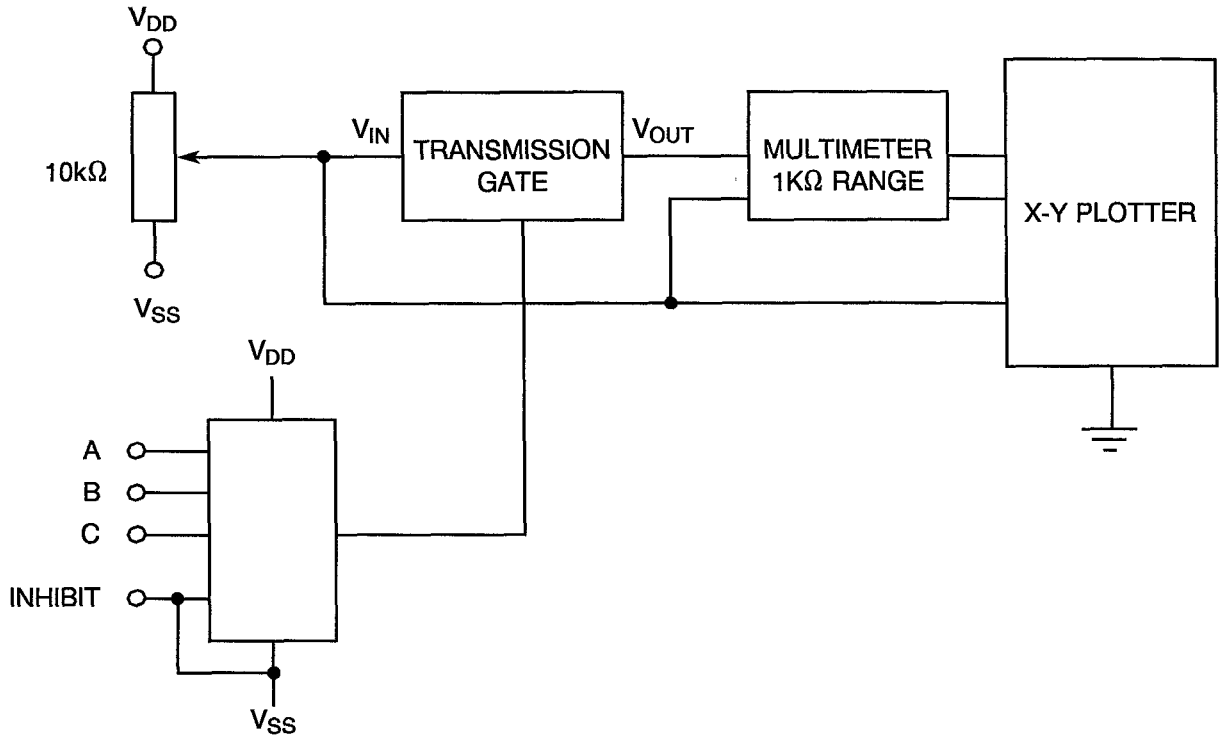 VDD
10kΩ
VSS
VIN
TRANSMISSION
GATE
VOUT
MULTIMETER
1KΩ RANGE
X-Y PLOTTER
VDD
A
B
C
INHIBIT
VSS